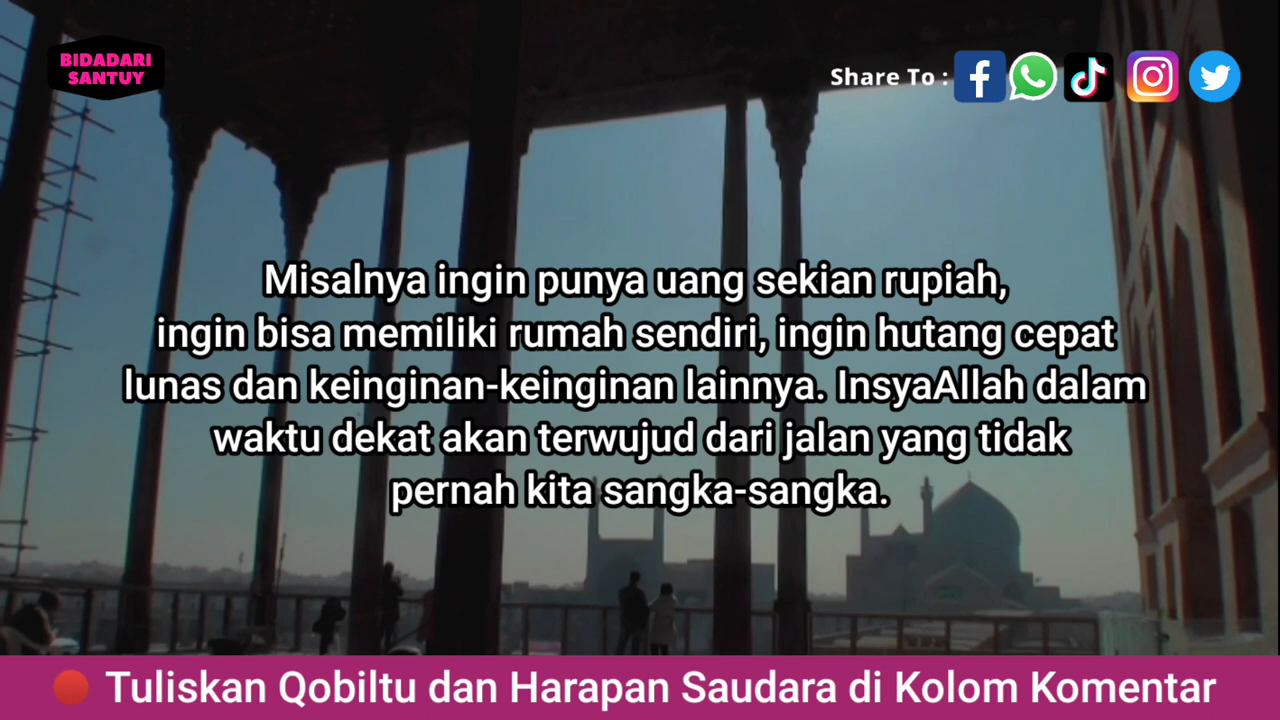 BIDADARI
SANTUY
Share To :
Misalnya ingin punya uang sekian rupiah,
ingin bisa memiliki rumah sendiri, ingin hutang cepat
lunas dan keinginan-keinginan lainnya. InsyaAllah dalam
waktu dekat akan terwujud dari jalan yang tidak
pernah kita sangka-sangka.
Tuliskan Qobiltu dan Harapan Saudara di Kolom Komentar